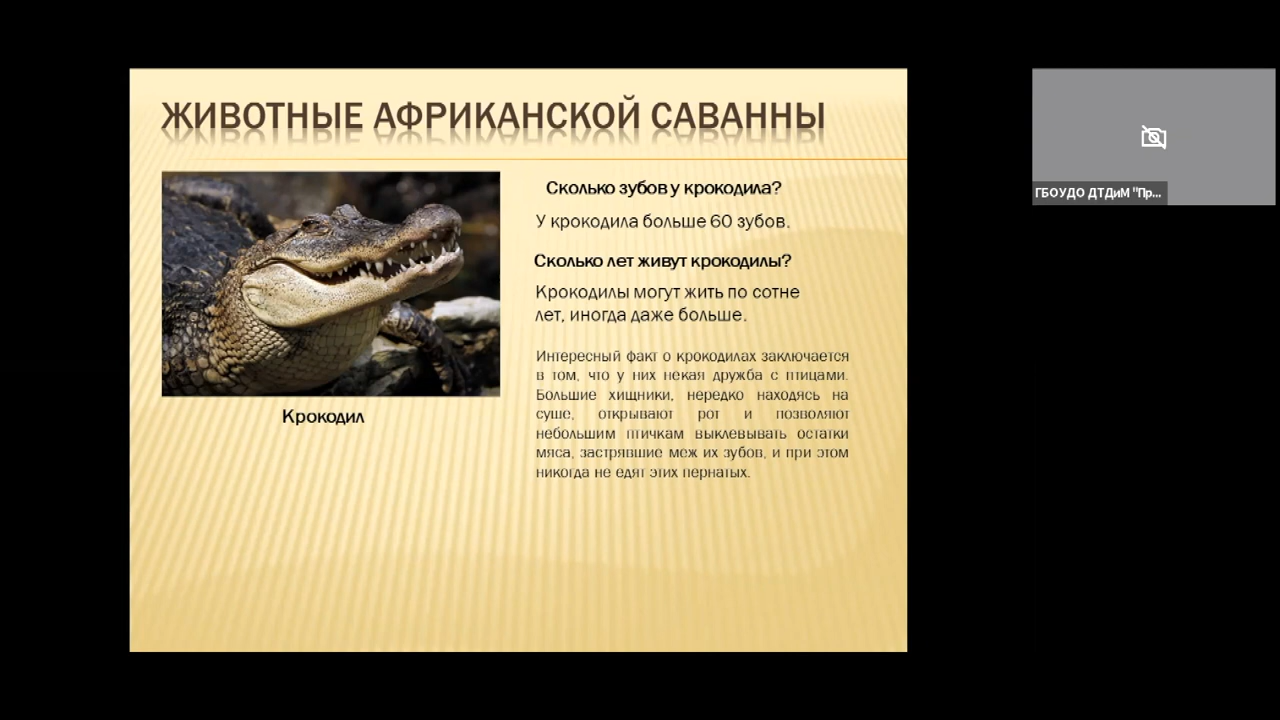 ЖИВОТНЫЕ АФРИКАНСКОЙ САВАННЫ
Сколько зубов у крокодила?
У крокодила больше 60 зубов.
Сколько лет живут крокодилы?
Крокодилы могут жить по сотне
лет, иногда даже больше.
Интересный факт о крокодилах заключается
в том, что у них некая дружба с птицами.
Большие хищники, нередко находясь на
суше, открывают рот и позволяют
небольшим птичкам выклевывать остатки
мяса, застрявшие меж их зубов, и при этом
никогда не едят этих пернатых.
Крокодил
ГБОУДО ДТДиМ "Пр...